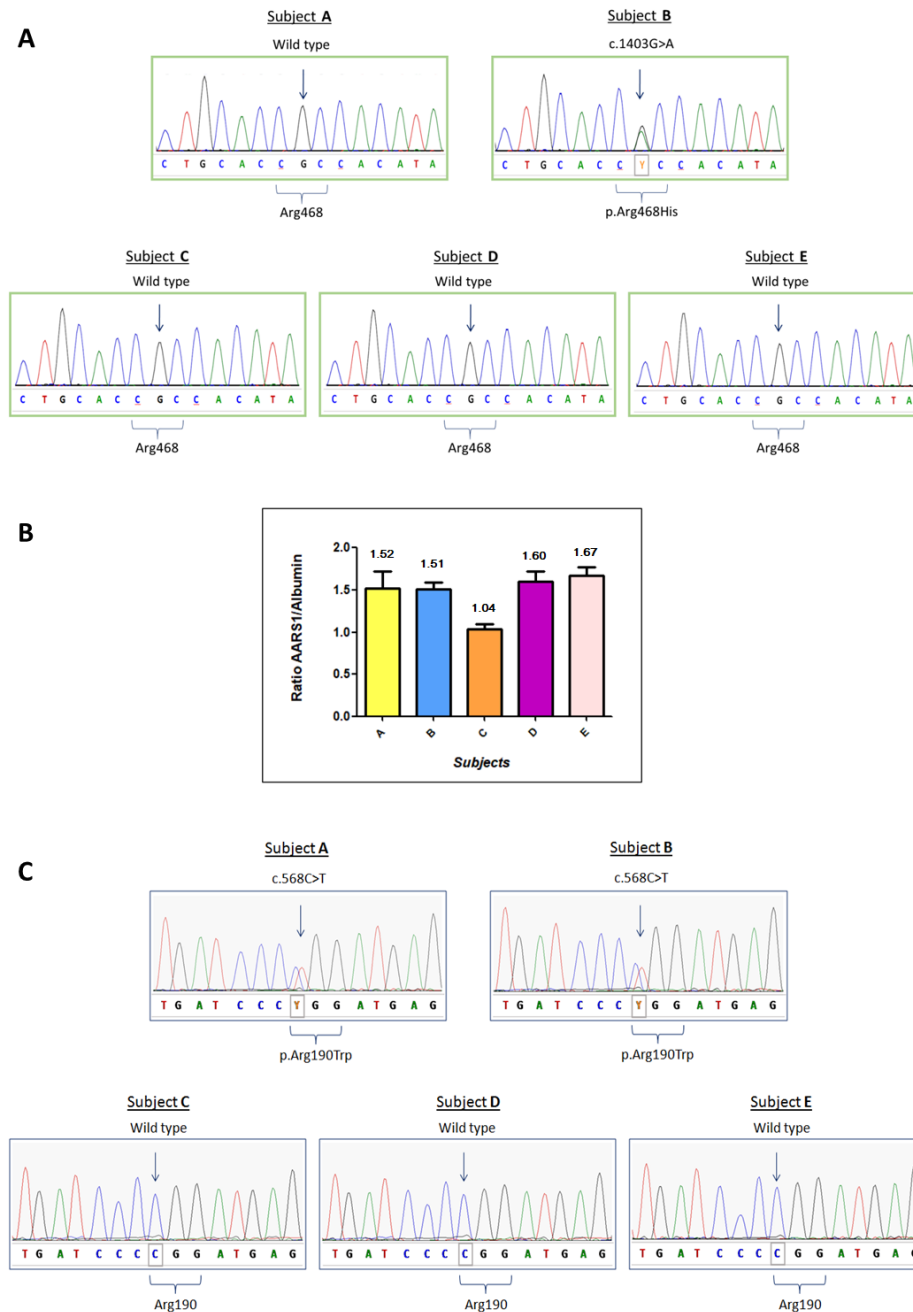 A
Subject A
Wild type
C T G C A C C G C C A C A T A
Arg468
Subject B
c.1403G>A
C T G C A C C Y C C A C A T A
p.Arg468His
Subject C
Wild type
C T G C A C C G C C A C A T A
Arg468
Subject D
Wild type
C T G C A C C G C C A C A T A
Arg468
Subject E
Wild type
C T G C A C C G C C A C A T A
Arg468
B
Ratio AARS1/Albumin
2.0
1.5
1.0
0.5
0.0
1.52
1.51
1.04
1.60
1.67
A
B
C
D
E
Subjects
C
Subject A
c.568C>T
T G A T C C C Y G G A T G A G
p.Arg190Trp
Subject B
c.568C>T
T G A T C C C Y G G A T G A G
p.Arg190Trp
Subject C
Wild type
T G A T C C C C G G A T G A G
Arg190
Subject D
Wild type
T G A T C C C C G G A T G A G
Arg190
Subject E
Wild type
T G A T C C C C G G A T G A G
Arg190